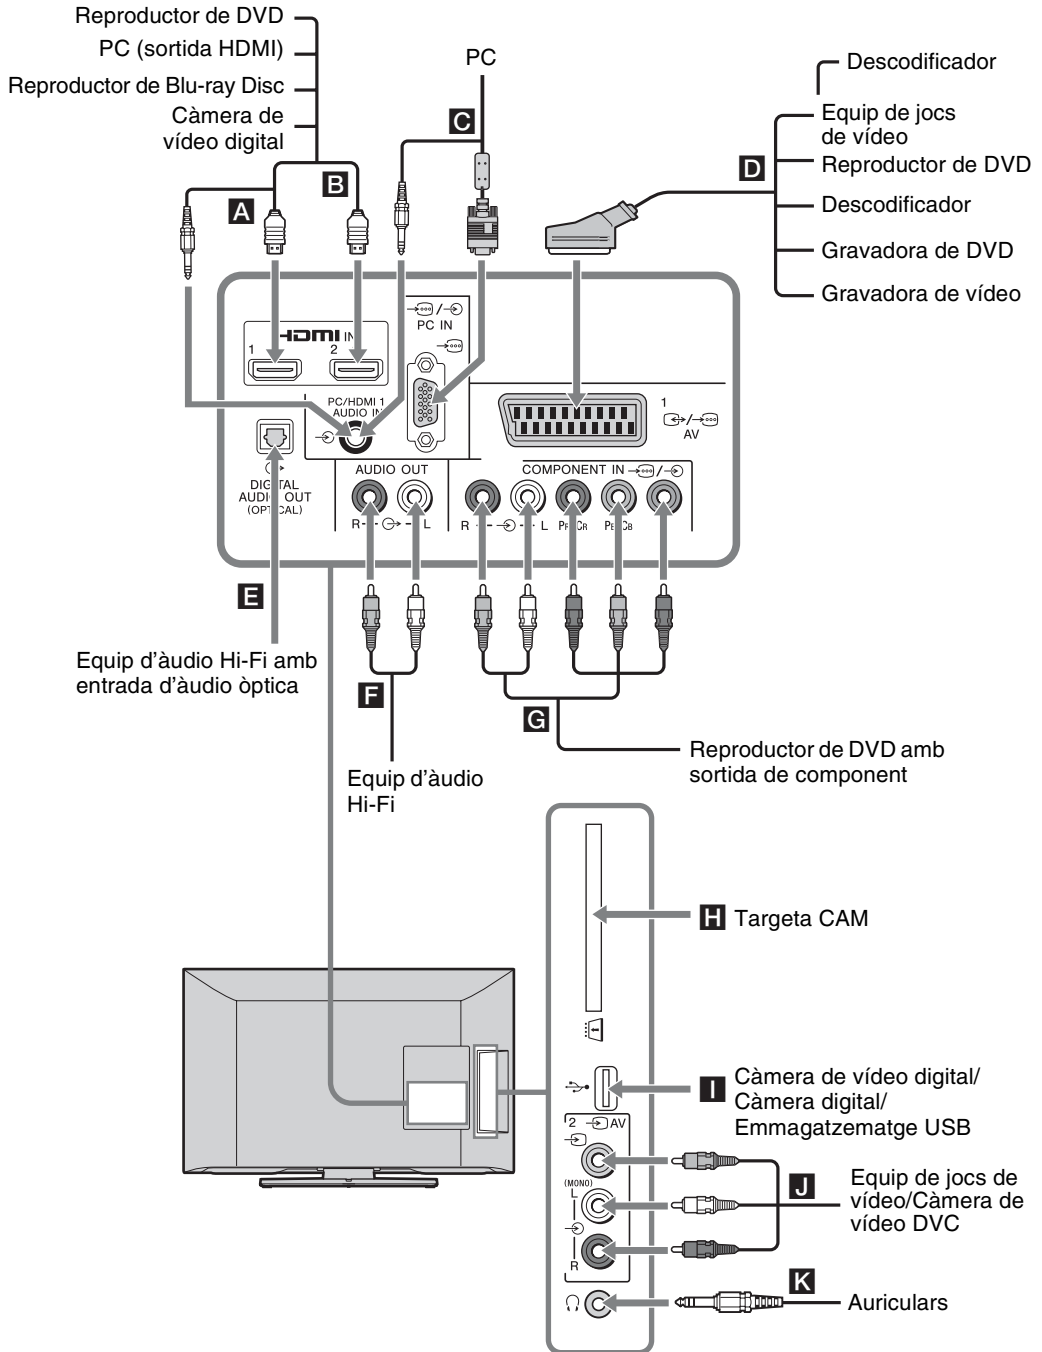 Reproductor de DVD
PC (sortida HDMI)
Reproductor de Blu-ray Disc
Càmera de
vídeo digital
PC
Descodificador
Equip de jocs
de vídeo
Reproductor de DVD
Descodificador
Gravadora de DVD
Gravadora de vídeo
A
B
C
D
HDMI IN
1
2
PC IN
PC/HDMI 1
AUDIO IN
1
AV
DIGITAL
AUDIO OUT
(OPTICAL)
AUDIO OUT
R
L
COMPONENT IN
R
L
PR/CR
PB/CB
E
Equip d'àudio Hi-Fi amb
entrada d'àudio òptica
F
Equip d'àudio
Hi-Fi
G
Reproductor de DVD amb
sortida de component
H Targeta CAM
I Càmera de vídeo digital/
Càmera digital/
Emmagatzematge USB
2 AV
(MONO)
L
R
J
Equip de jocs de
vídeo/Càmera de
vídeo DVC
K
Auriculars